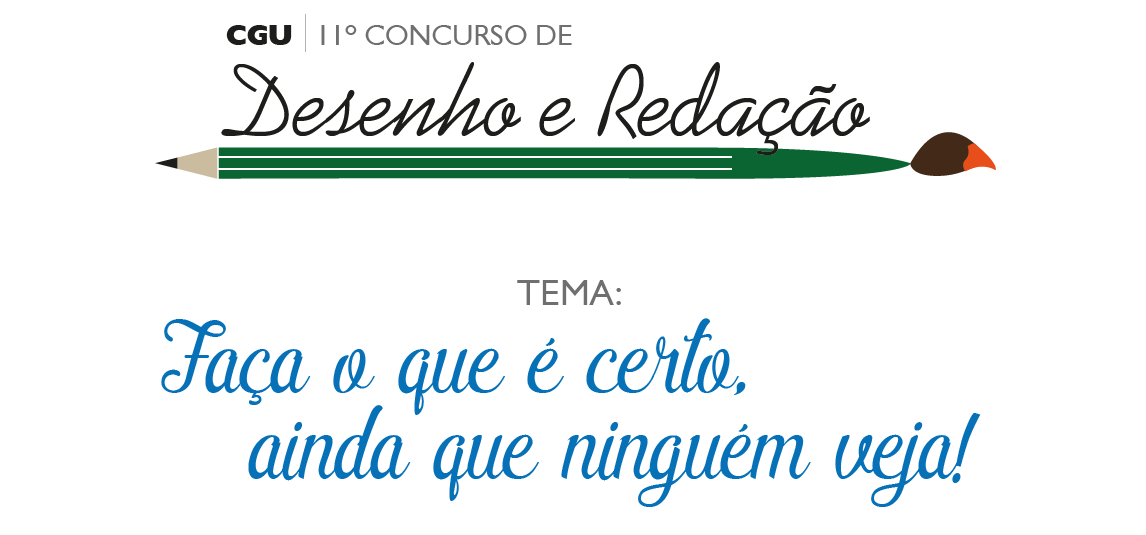 CGU 11º CONCURSO DE
Desenho e Redação
TEMA:
Faça o que é certo,
ainda que ninguém veja!